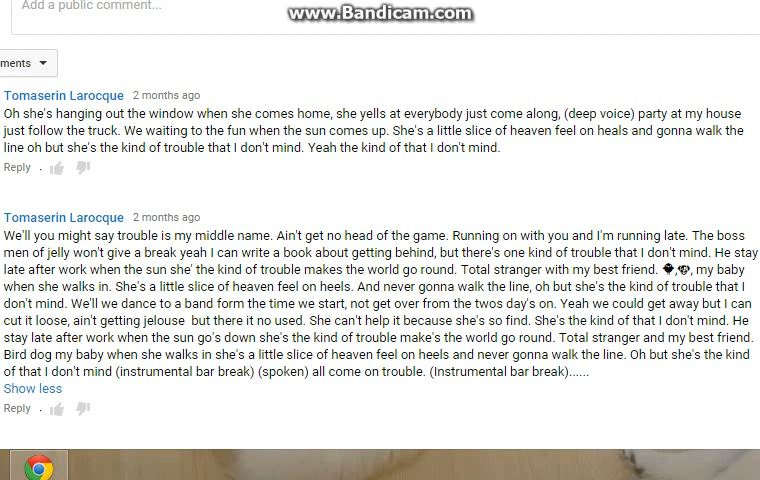 Add a public comment...
www.Bandicam.com
ments
Tomaserin Larocque 2 months ago
Oh she's hanging out the window when she comes home, she yells at everybody just come along, (deep voice) party at my house
just follow the truck. We waiting to the fun when the sun comes up. She's a little slice of heaven feel on heals and gonna walk the
line oh but she's the kind of trouble that I don't mind. Yeah the kind of that I don't mind.
Reply .
Tomaserin Larocque 2 months ago
We'll you might say trouble is my middle name. Ain't get no head of the game. Running on with you and I'm running late. The boss
men of jelly won't give a break yeah I can write a book about getting behind, but there's one kind of trouble that I don't mind. He stay
late after work when the sun she' the kind of trouble makes the world go round. Total stranger with my best friend. 🐥,🐶, my baby
when she walks in. She's a little slice of heaven feel on heels. And never gonna walk the line, oh but she's the kind of trouble that I
don't mind. We'll we dance to a band form the time we start, not get over from the twos day's on. Yeah we could get away but I can
cut it loose, ain't getting jelouse but there it no used. She can't help it because she's so find. She's the kind of that I don't mind. He
stay late after work when the sun go's down she's the kind of trouble make's the world go round. Total stranger and my best friend.
Bird dog my baby when she walks in she's a little slice of heaven feel on heels and never gonna walk the line. Oh but she's the kind
of that I don't mind (instrumental bar break) (spoken) all come on trouble. (Instrumental bar break)......
Show less
Reply .